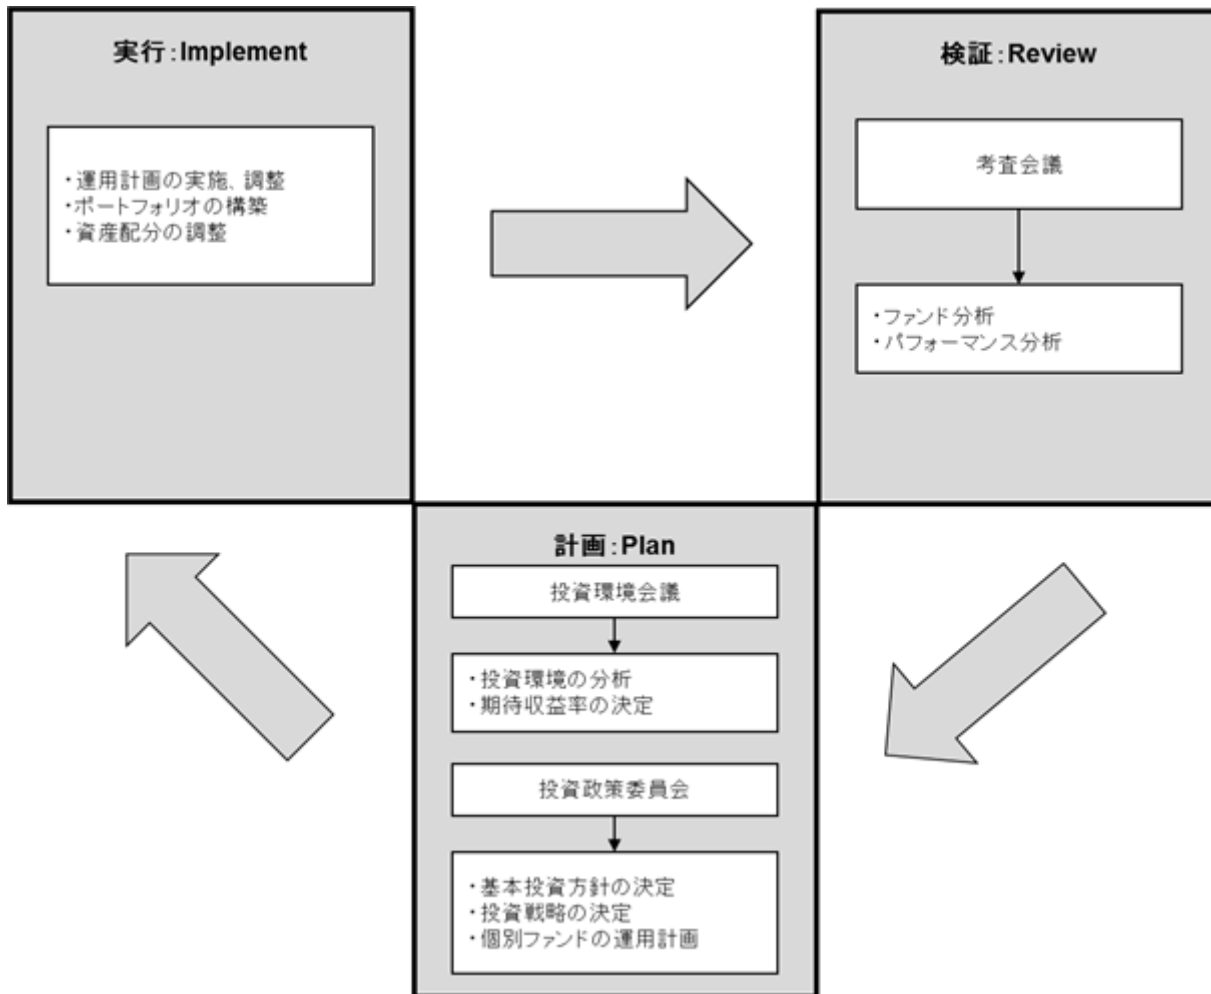 実行：Implement
・運用計画の実施、調整
・ポートフォリオの構築
・資産配分の調整
検証：Review
考査会議
・ファンド分析
・パフォーマンス分析
計画：Plan
投資環境会議
・投資環境の分析
・期待収益率の決定
投資政策委員会
・基本投資方針の決定
・投資戦略の決定
・個別ファンドの運用計画